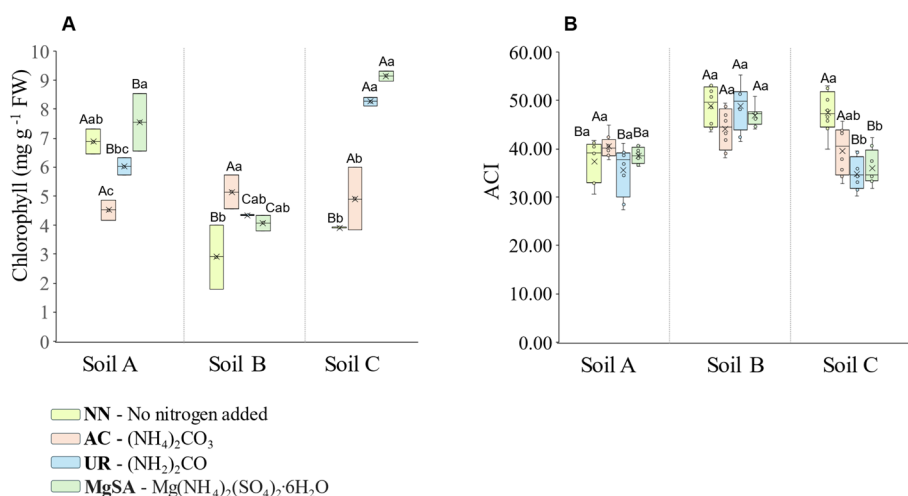 A
Chlorophyll (mg g⁻¹ FW)
10
9
8
7
6
5
4
3
2
1
0
Aab
Ac
Bbc
Ba
Bb
Aa
Cab
Cab
Bb
Ab
Aa
Aa
Soil A Soil B Soil C
B
ACI
60.00
50.00
40.00
30.00
20.00
10.00
0.00
Ba
Aa
Ba
Ba
Aa
Aa
Aa
Aa
Aa
Aab
Bb
Bb
Soil A Soil B Soil C
NN - No nitrogen added
AC - (NH₄)₂CO₃
UR - (NH₂)₂CO
MgSA - Mg(NH₄)₂(SO₄)₂·6H₂O